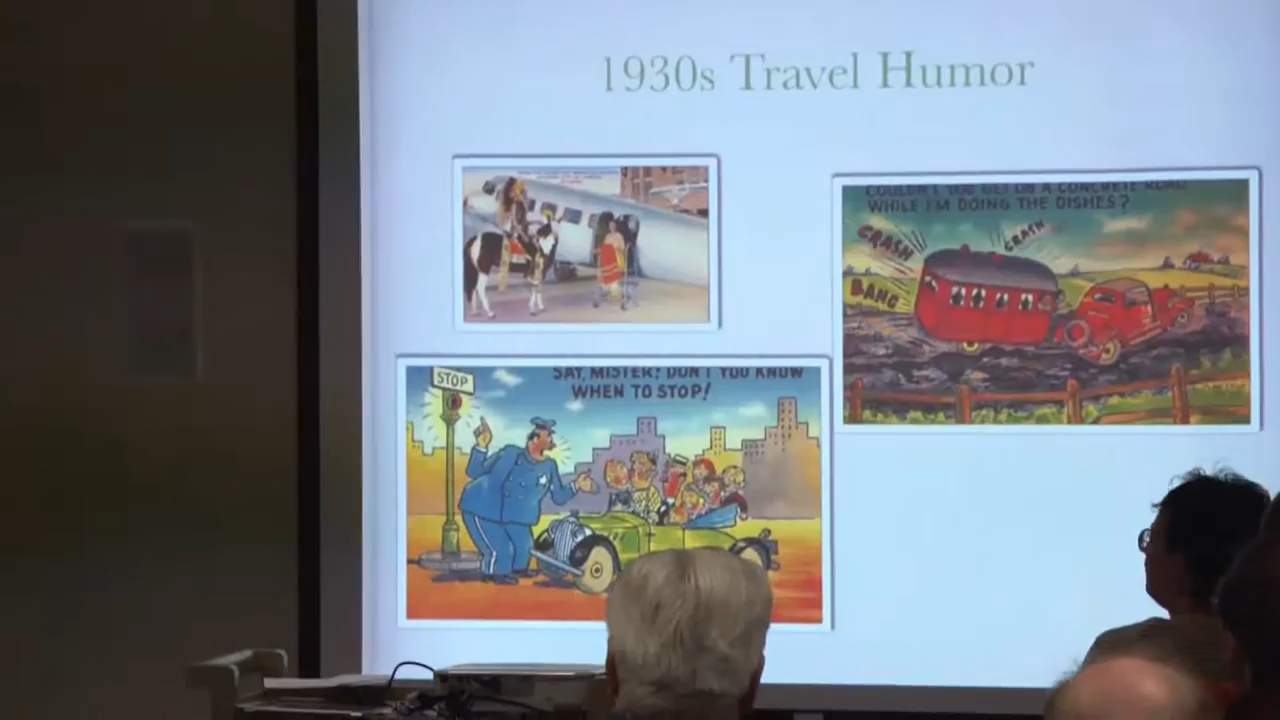 1930s Travel Humor
COULDN'T YOU GET ON A CONCRETE ROAD
WHILE I'M DOING THE DISHES?
CRASH
CRASH
BANG
SAY, MISTER! DON'T YOU KNOW
WHEN TO STOP!
STOP